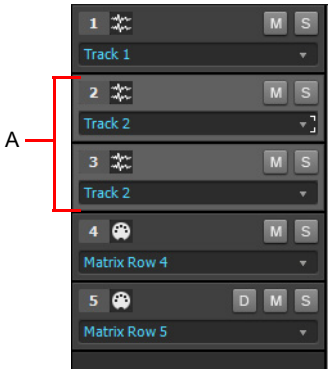 1 M S
Track 1
A
2 M S
Track 2
3 M S
Track 2
4 M S
Matrix Row 4
5 D M S
Matrix Row 5